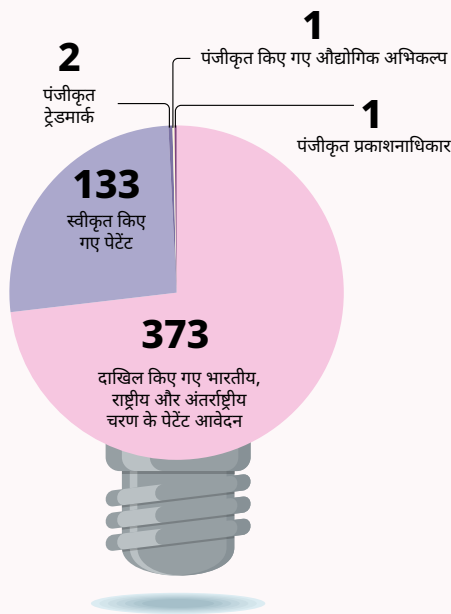 1
पंजीकृत किए गए औद्योगिक अभिकल्प
2
पंजीकृत
ट्रेडमार्क
1
पंजीकृत प्रकाशनाधिकार
133
स्वीकृत किए
गए पेटेंट
373
दाखिल किए गए भारतीय,
राष्ट्रीय और अंतर्राष्ट्रीय
चरण के पेटेंट आवेदन